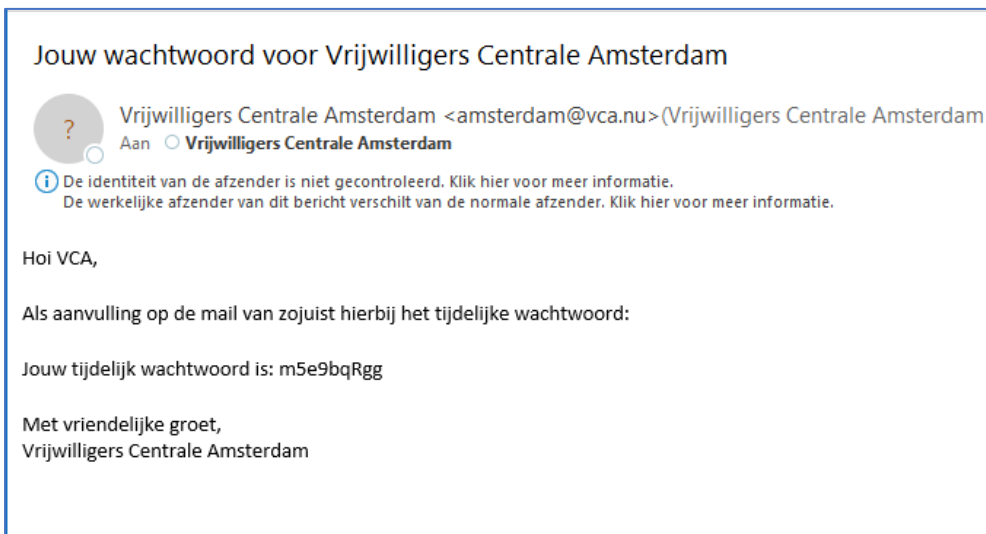 Jouw wachtwoord voor Vrijwilligers Centrale Amsterdam
?
Vrijwilligers Centrale Amsterdam <amsterdam@vca.nu>(Vrijwilligers Centrale Amsterdam
Aan Vrijwilligers Centrale Amsterdam
i De identiteit van de afzender is niet gecontroleerd. Klik hier voor meer informatie.
De werkelijke afzender van dit bericht verschilt van de normale afzender. Klik hier voor meer informatie.
Hoi VCA,
Als aanvulling op de mail van zojuist hierbij het tijdelijke wachtwoord:
Jouw tijdelijk wachtwoord is: m5e9bqRgg
Met vriendelijke groet,
Vrijwilligers Centrale Amsterdam